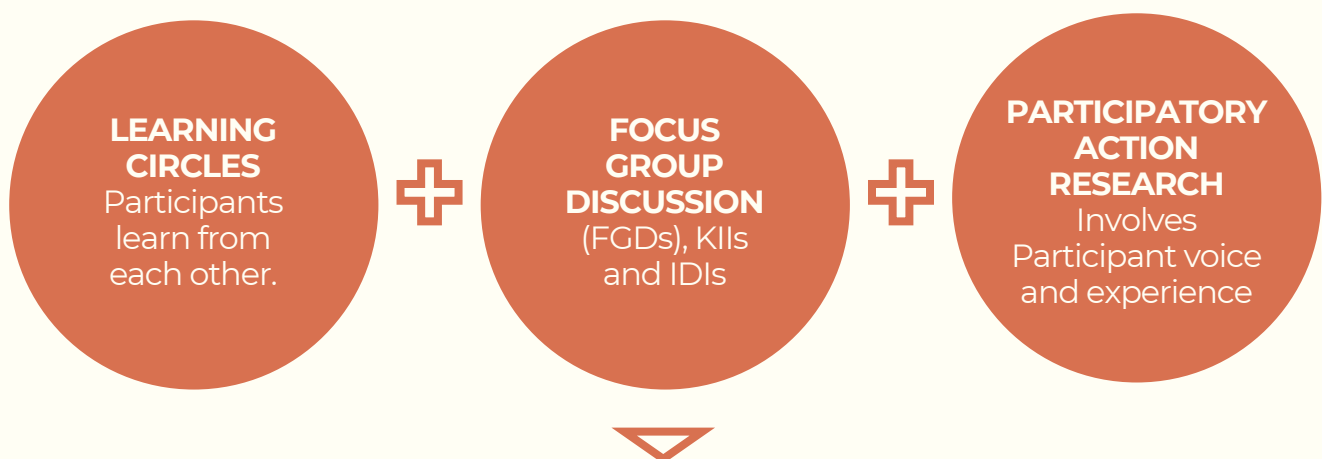 LEARNING
CIRCLES
Participants
learn from
each other.
FOCUS
GROUP
DISCUSSION
(FGDs), KIIs
and IDIs
PARTICIPATORY
ACTION
RESEARCH
Involves
Participant voice
and experience